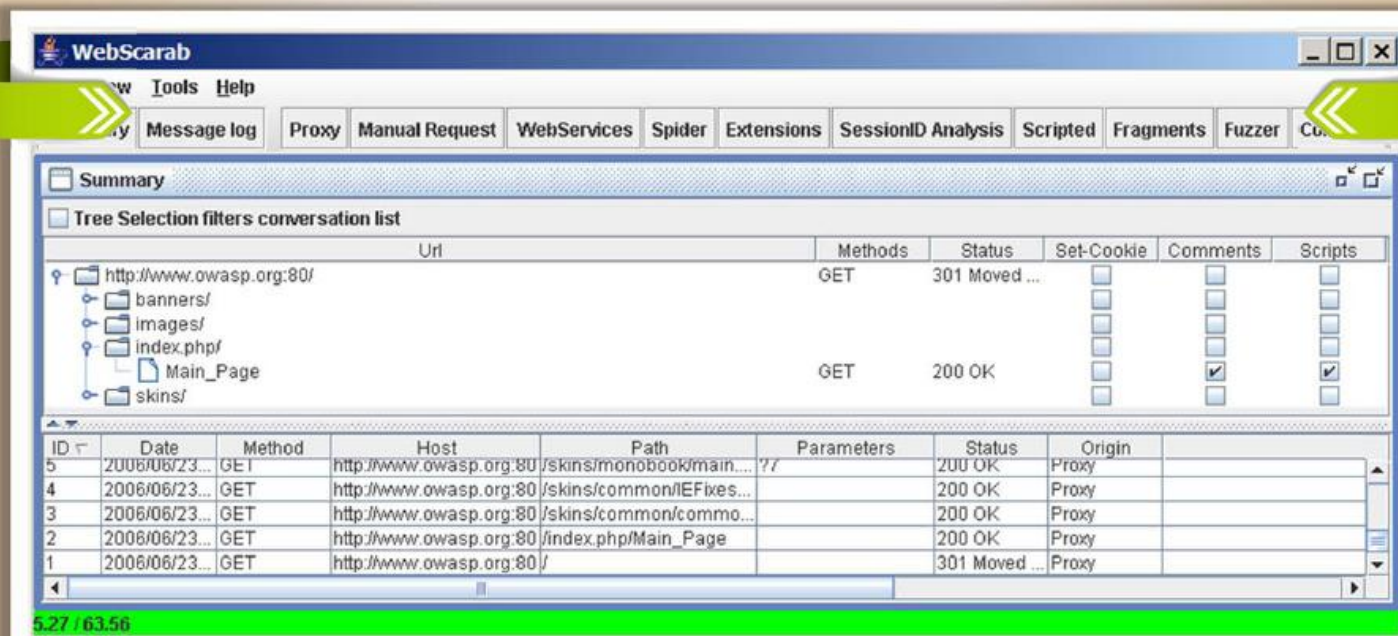 WebScarab
Tools Help
Message log Proxy Manual Request WebServices Spider Extensions SessionID Analysis Scripted Fragments Fuzzer
Summary
Tree Selection filters conversation list
Url Methods Status Set-Cookie Comments Scripts
http://www.owasp.org:80/ GET 301 Moved ...
banners/
images/
index.php/
Main_Page GET 200 OK
skins/
ID Date Method Host Path Parameters Status Origin
5 2006/06/23... GET http://www.owasp.org:80 /skins/monobook/main.... ?7 200 OK Proxy
4 2006/06/23... GET http://www.owasp.org:80 /skins/common/IEFixes... 200 OK Proxy
3 2006/06/23... GET http://www.owasp.org:80 /skins/common/commo... 200 OK Proxy
2 2006/06/23... GET http://www.owasp.org:80 /index.php/Main_Page 200 OK Proxy
1 2006/06/23... GET http://www.owasp.org:80 / 301 Moved ... Proxy
5.27 / 63.56